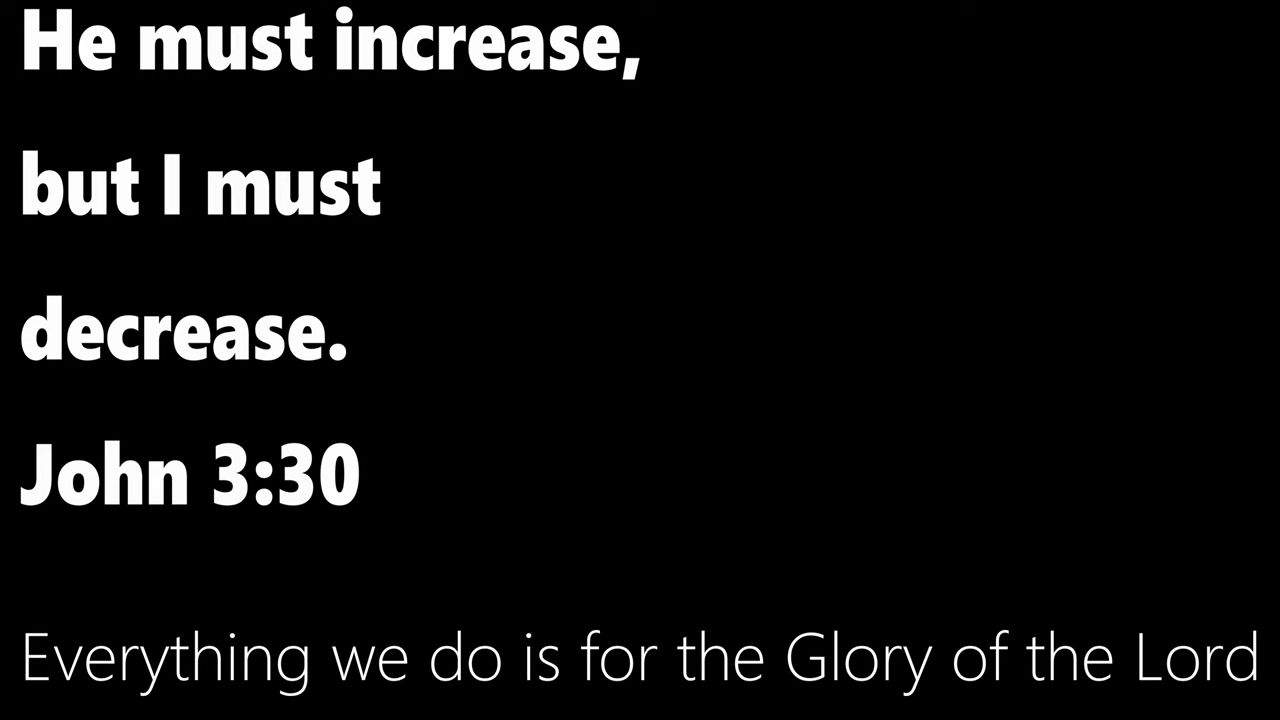 He must increase,
but I must
decrease.
John 3:30
Everything we do is for the Glory of the Lord